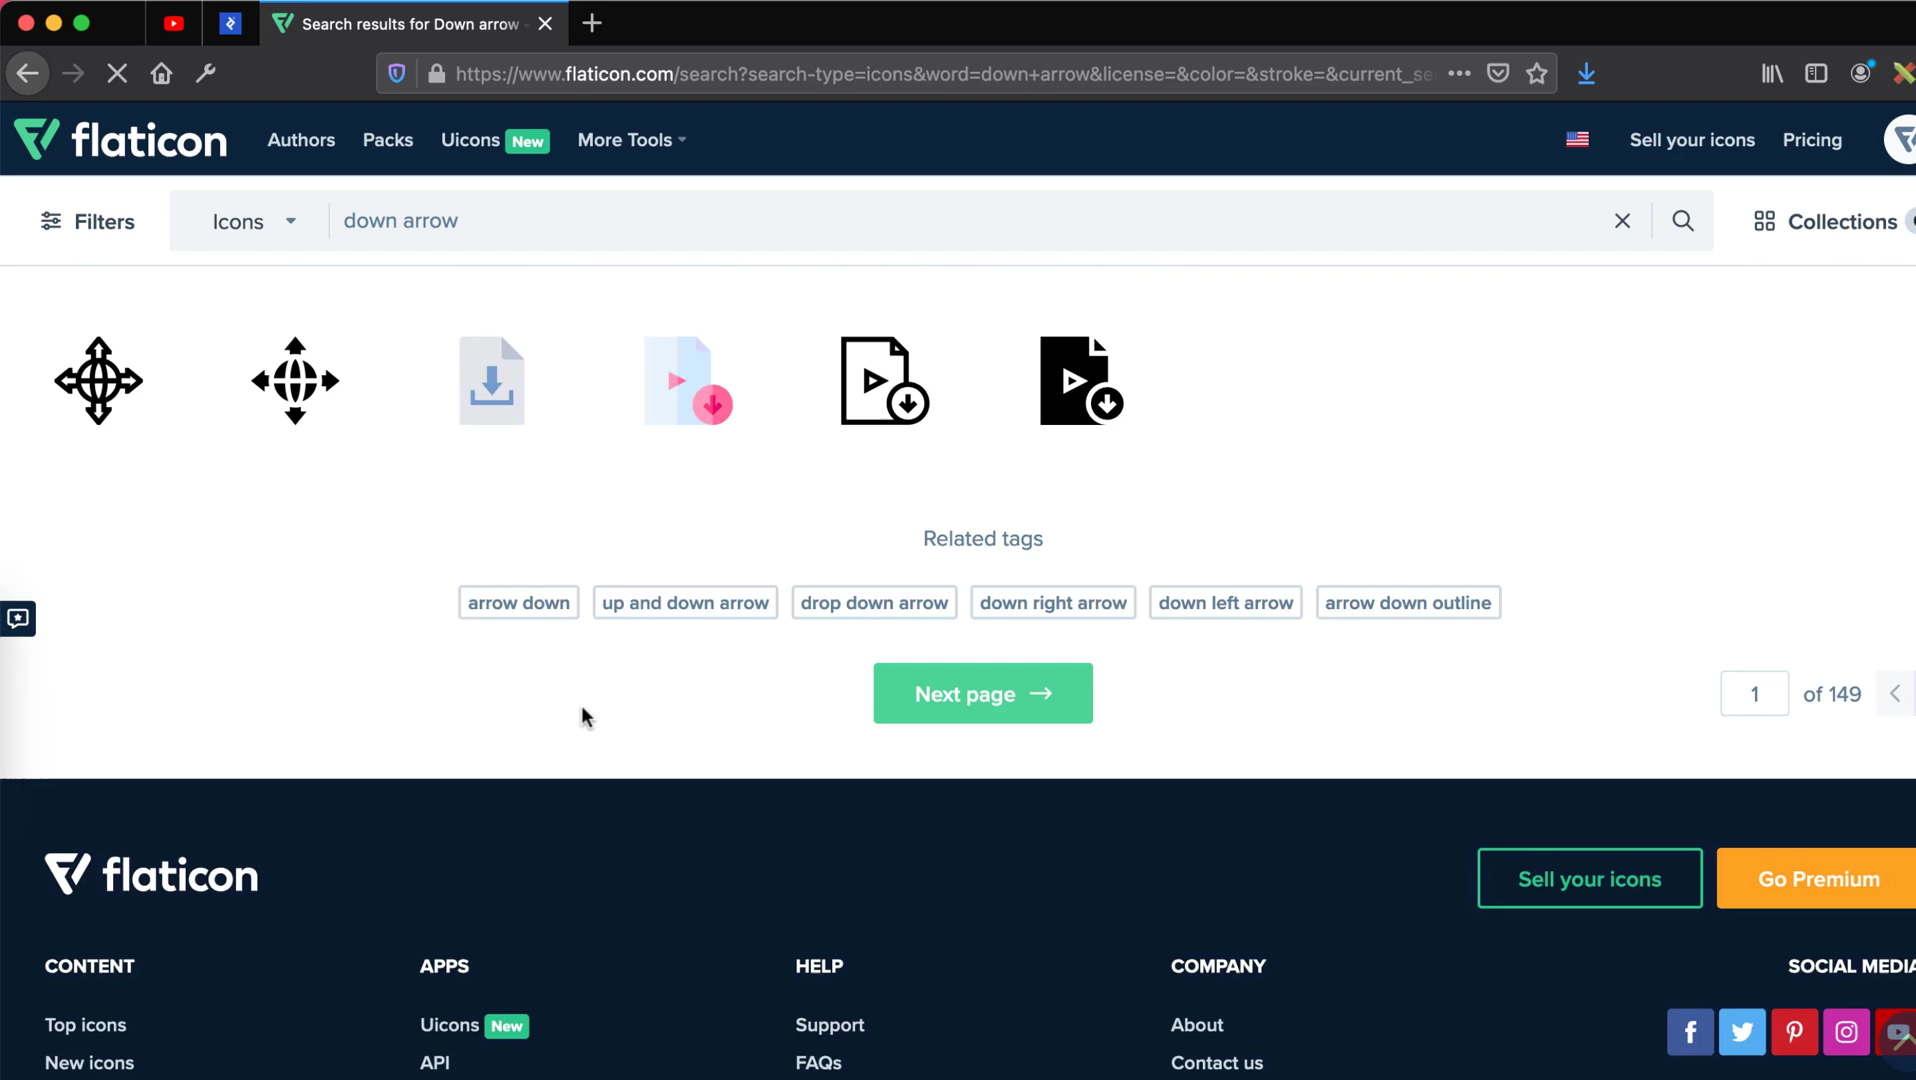 Search results for Down arrow -
https://www.flaticon.com/search?search-type=icons&word=down+arrow&license=&color=&stroke=&current_se
flaticon
Authors
Packs
Uicons New
More Tools
Sell your icons
Pricing
Filters
Icons
down arrow
Collections
Related tags
arrow down
up and down arrow
drop down arrow
down right arrow
down left arrow
arrow down outline
Next page →
1 of 149
flaticon
Sell your icons
Go Premium
CONTENT
APPS
HELP
COMPANY
SOCIAL MEDIA
Top icons
Uicons New
Support
About
New icons
API
FAQs
Contact us